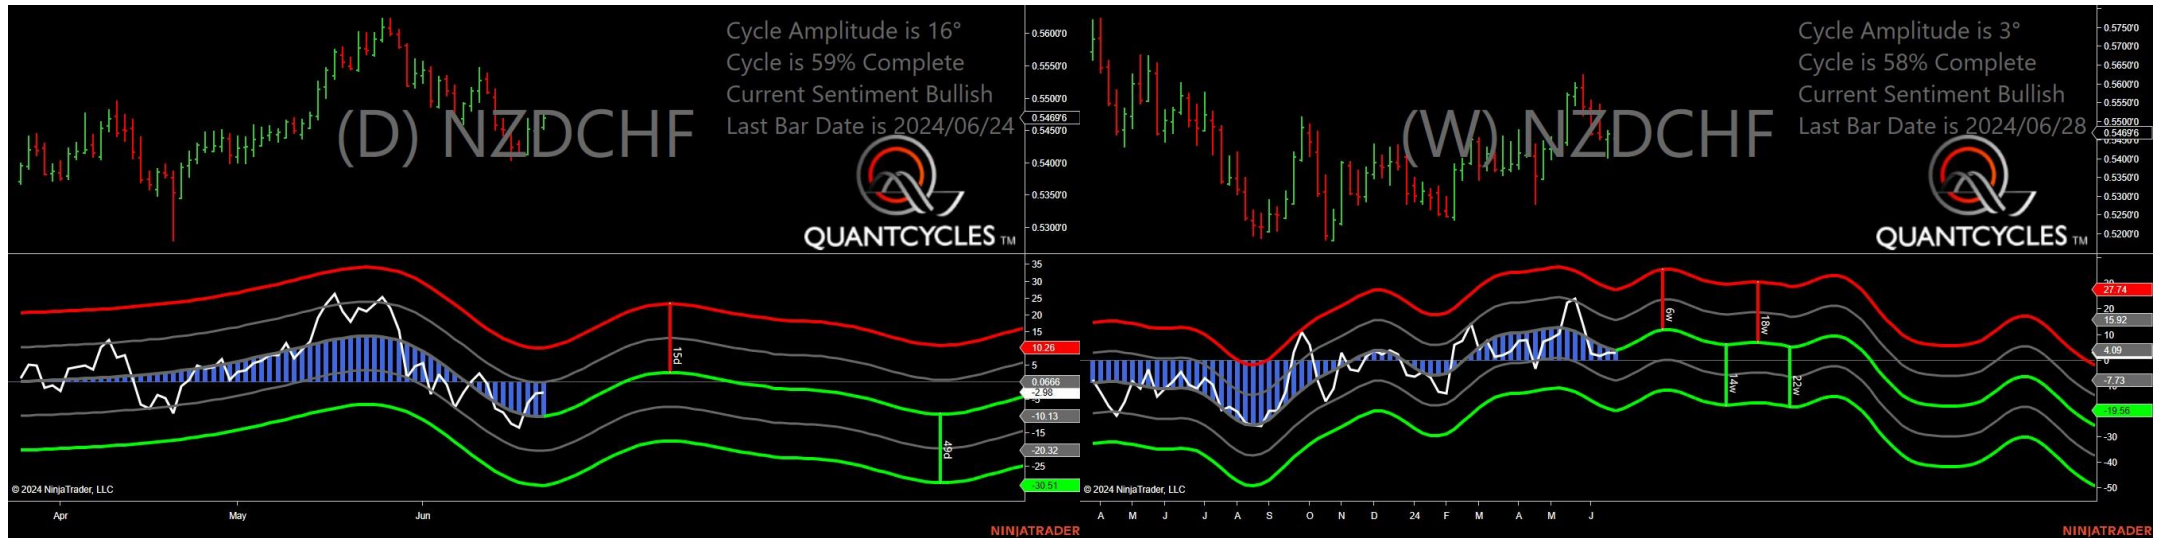 Cycle Amplitude is 16°
Cycle is 59% Complete
Current Sentiment Bullish
Last Bar Date is 2024/06/24
(D) NZDCHF
QUANTCYCLES TM
0.5600'0
0.5550'0
0.5500'0
0.5469'6
0.5450'0
0.5400'0
0.5350'0
0.5300'0
35
30
25
20
15
10.26
5
0.0666
-2.98
-10.13
-15
-20.32
-25
-30.51
15d
49d
© 2024 NinjaTrader, LLC
Apr May Jun
NINJATRADER
Cycle Amplitude is 3°
Cycle is 58% Complete
Current Sentiment Bullish
Last Bar Date is 2024/06/28
(W) NZDCHF
QUANTCYCLES TM
0.5750'0
0.5700'0
0.5650'0
0.5600'0
0.5550'0
0.5500'0
0.5469'6
0.5400'0
0.5350'0
0.5300'0
0.5250'0
0.5200'0
27.74
20
15.92
10
4.09
-7.73
-19.56
-30
-40
-50
6w
18w
14w
22w
© 2024 NinjaTrader, LLC
A M J J A S O N D 24 F M A M J
NINJATRADER